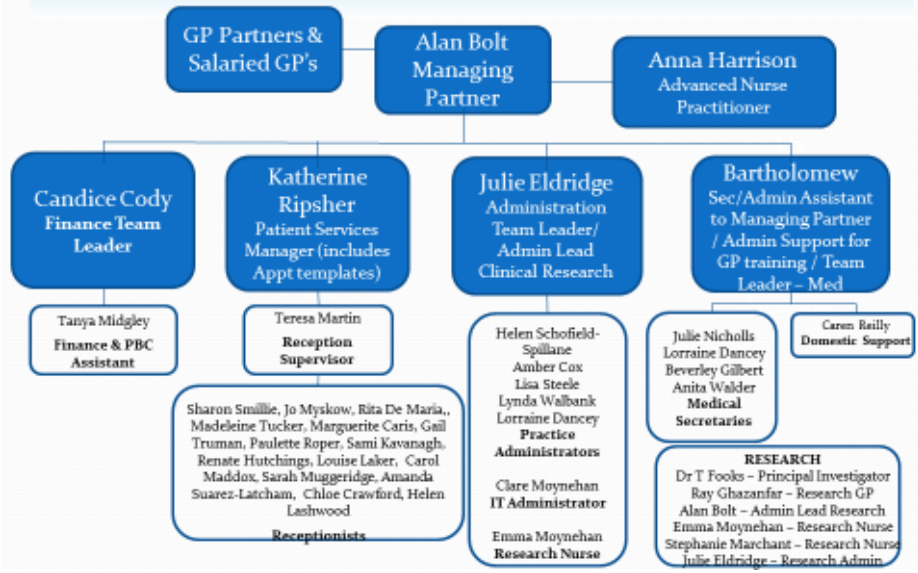 GP Partners &
Salaried GP's
Alan Bolt
Managing
Partner
Anna Harrison
Advanced Nurse
Practitioner
Candice Cody
Finance Team
Leader
Katherine
Ripsher
Patient Services
Manager (includes
Appt templates)
Julie Eldridge
Administration
Team Leader/
Admin Lead
Clinical Research
Bartholomew
Sec/Admin Assistant
to Managing Partner
/ Admin Support for
GP training / Team
Leader – Med
Tanya Midgley
Finance & PBC
Assistant
Teresa Martin
Reception
Supervisor
Sharon Smillie, Jo Myskow, Rita De Maria,,
Madeleine Tucker, Marguerite Caris, Gail
Truman, Paulette Roper, Sami Kavanagh,
Renate Hutchings, Louise Laker, Carol
Maddox, Sarah Muggeridge, Amanda
Suarez-Latcham, Chloe Crawford, Helen
Lashwood
Receptionists
Helen Schofield-
Spillane
Amber Cox
Lisa Steele
Lynda Walbank
Lorraine Dancey
Practice
Administrators
Clare Moynehan
IT Administrator
Emma Moynehan
Research Nurse
Julie Nicholls
Lorraine Dancey
Beverley Gilbert
Anita Walder
Medical
Secretaries
Caren Reilly
Domestic Support
RESEARCH
Dr T Fooks – Principal Investigator
Ray Ghazanfar – Research GP
Alan Bolt – Admin Lead Research
Emma Moynehan – Research Nurse
Stephanie Marchant – Research Nurse
Julie Eldridge – Research Admin